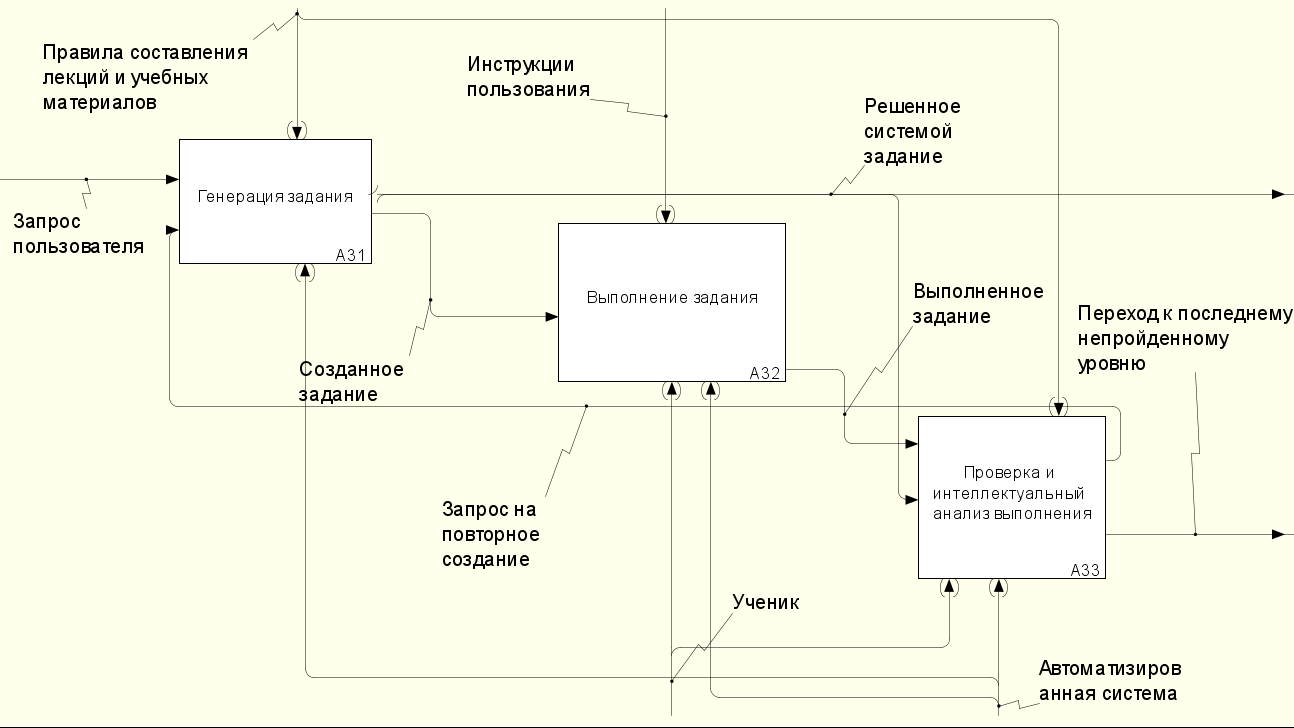 Правила составления
лекций и учебных
материалов
Инструкции
пользования
Решенное
системой
задание
Генерация задания
A31
Запрос
пользователя
Выполнение задания
A32
Выполненное
задание
Переход к последнему
непройденному
уровню
Созданное
задание
Проверка и
интеллектуальный
анализ выполнения
A33
Запрос на
повторное
создание
Ученик
Автоматизиров
анная система